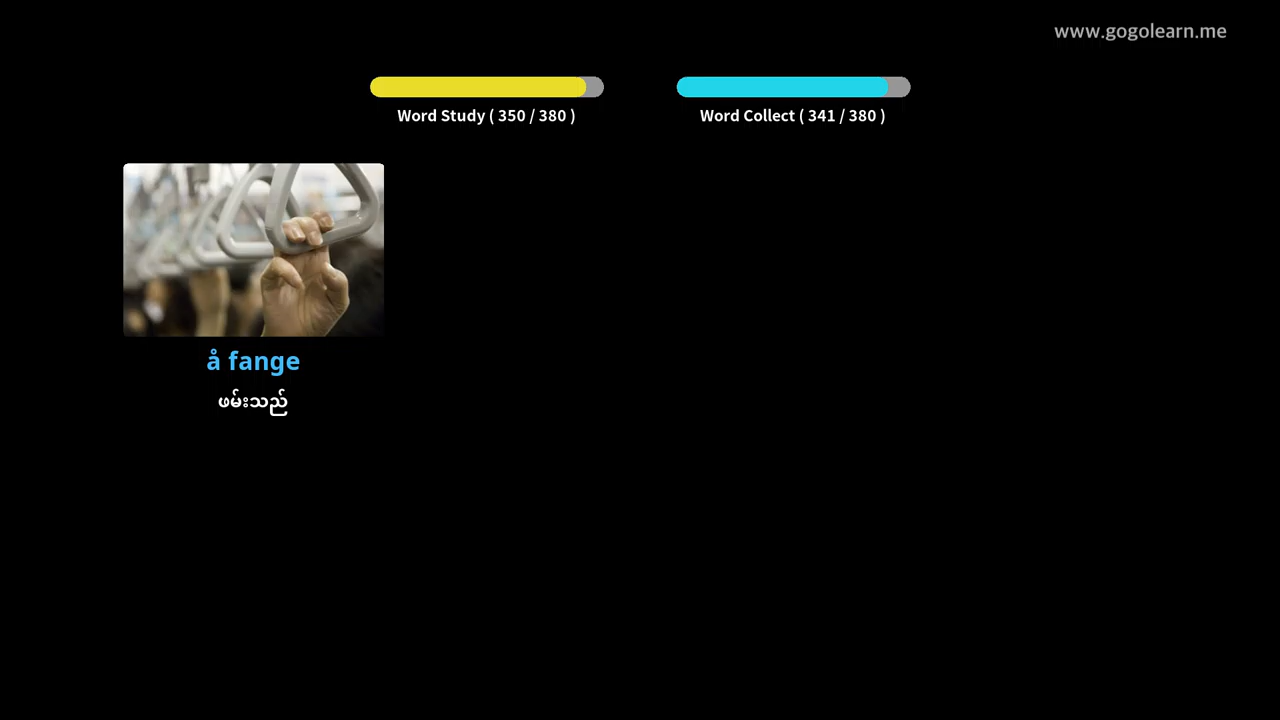 www.gogolearn.me
Word Study ( 350 / 380 )
Word Collect ( 341 / 380 )
å fange
ဖမ်းသည်